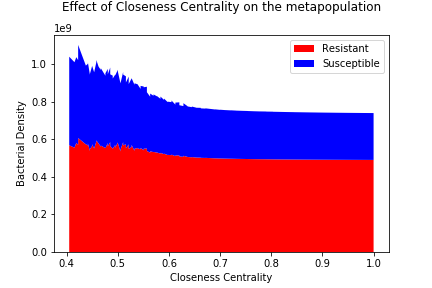 Effect of Closeness Centrality on the metapopulation
1e9
Resistant
Susceptible
1.0
0.8
0.6
0.4
0.2
0.0
Bacterial Density
0.4 0.5 0.6 0.7 0.8 0.9 1.0
Closeness Centrality